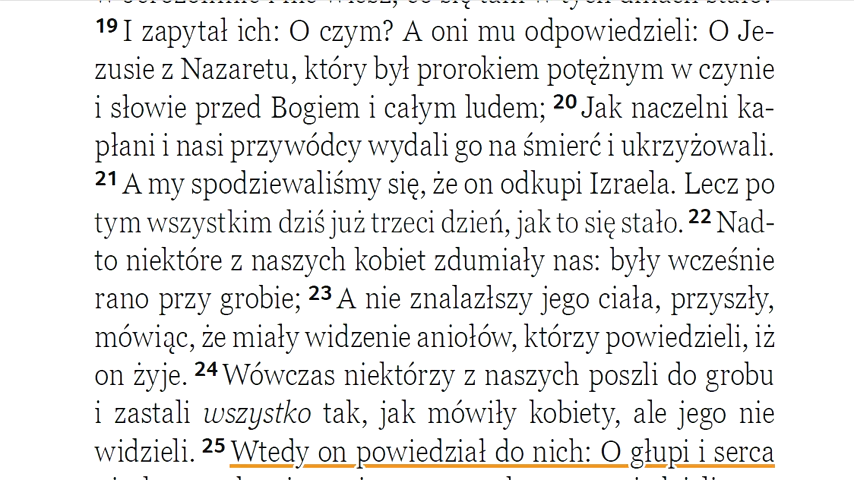 19 I zapytał ich: O czym? A oni mu odpowiedzieli: O Je-
zusie z Nazaretu, który był prorokiem potężnym w czynie
i słowie przed Bogiem i całym ludem; 20 Jak naczelni ka-
płani i nasi przywódcy wydali go na śmierć i ukrzyżowali.
21 A my spodziewaliśmy się, że on odkupi Izraela. Lecz po
tym wszystkim dziś już trzeci dzień, jak to się stało. 22 Nad-
to niektóre z naszych kobiet zdumiały nas: były wcześnie
rano przy grobie; 23 A nie znalazłszy jego ciała, przyszły,
mówiąc, że miały widzenie aniołów, którzy powiedzieli, iż
on żyje. 24 Wówczas niektórzy z naszych poszli do grobu
i zastali wszystko tak, jak mówiły kobiety, ale jego nie
widzieli. 25 Wtedy on powiedział do nich: O głupi i serca